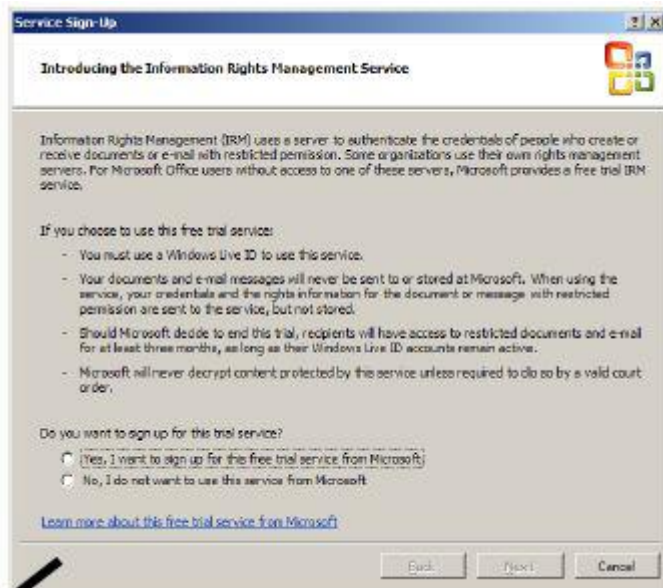 Service Sign-Up
Introducing the Information Rights Management Service
Information Rights Management (IRM) uses a server to authenticate the credentials of people who create or
receive documents or e-mail with restricted permission. Some organizations use their own rights management
servers. For Microsoft Office users without access to one of these servers, Microsoft provides a free trial IRM
service.
If you choose to use this free trial service:
- You must use a Windows Live ID to use this service.
- Your documents and e-mail messages will never be sent to or stored at Microsoft. When using the
service, your credentials and the rights information for the document or message with restricted
permission are sent to the service, but not stored.
- Should Microsoft decide to end this trial, recipients will have access to restricted documents and e-mail
for at least three months, as long as their Windows Live ID accounts remain active.
- Microsoft will never decrypt content protected by this service unless required to do so by a valid court
order.
Do you want to sign up for this trial service?
Yes, I want to sign up for this free trial service from Microsoft
No, I do not want to use this service from Microsoft
Learn more about this free trial service from Microsoft
Back Next Cancel